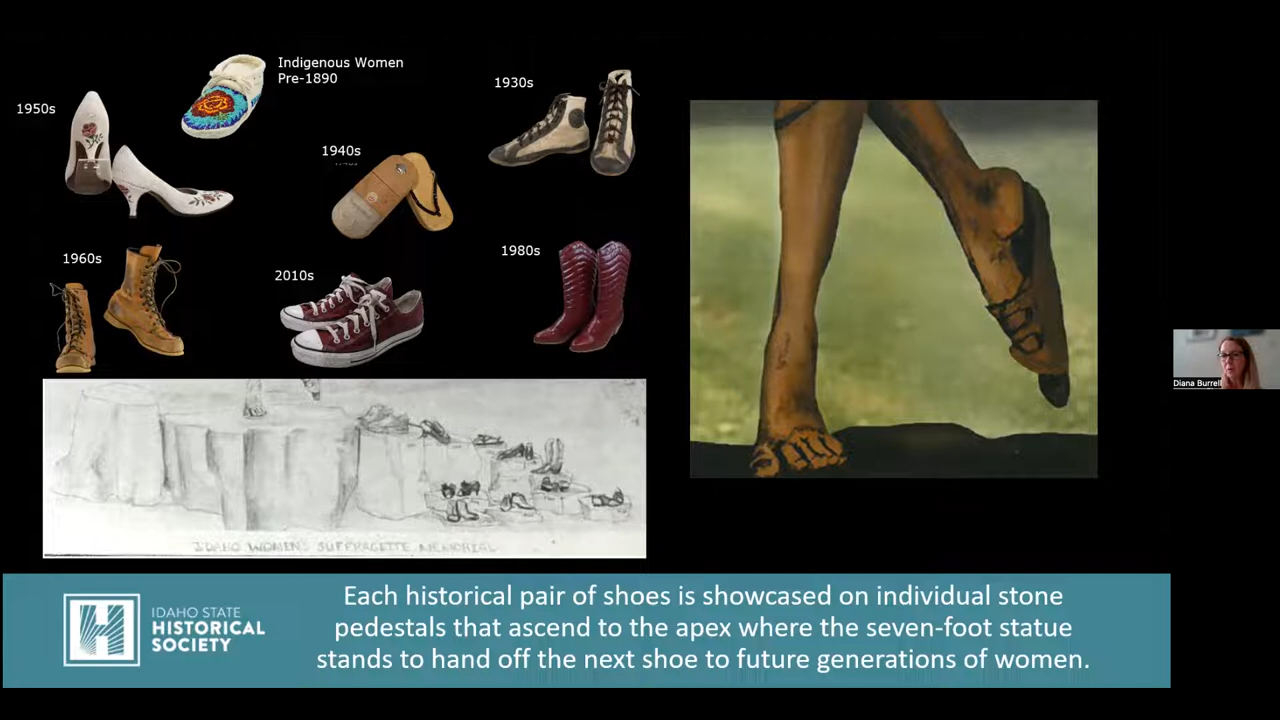 Indigenous Women
Pre-1890
1930s
1950s
1940s
1960s
2010s
1980s
IDAHO WOMEN'S SUFFRAGETTE MEMORIAL
Diana Burrell
IDAHO STATE
HISTORICAL
SOCIETY
Each historical pair of shoes is showcased on individual stone
pedestals that ascend to the apex where the seven-foot statue
stands to hand off the next shoe to future generations of women.